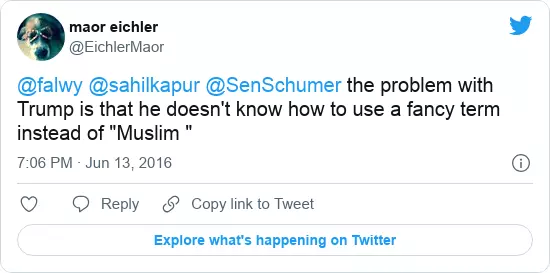 maor eichler
@EichlerMaor
@falwy @sahilkapur @SenSchumer the problem with
Trump is that he doesn't know how to use a fancy term
instead of "Muslim "
7:06 PM · Jun 13, 2016
Reply
Copy link to Tweet
Explore what's happening on Twitter